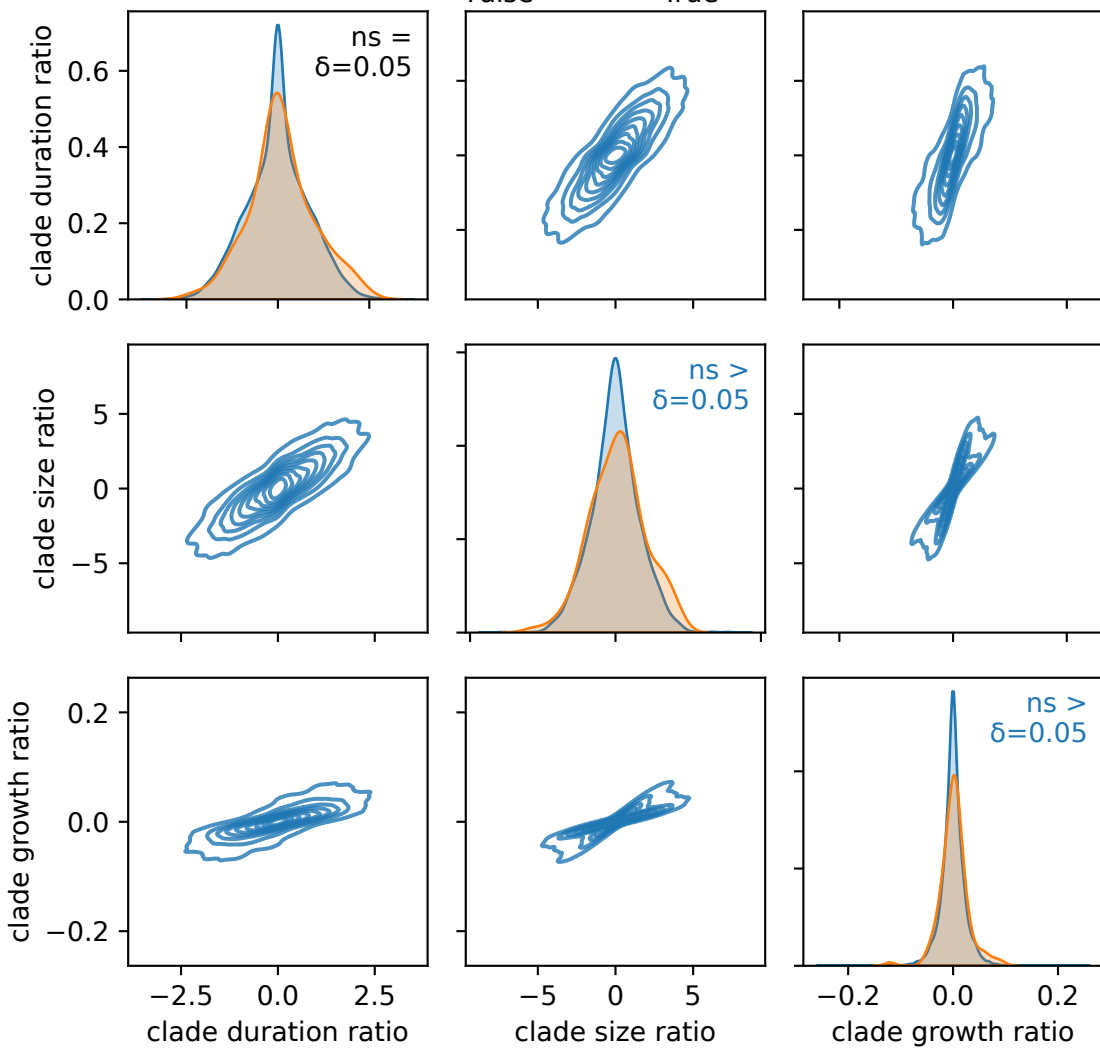 clade duration ratio
0.6
0.4
0.2
0.0
ns =
δ=0.05
clade size ratio
5
0
−5
ns >
δ=0.05
clade growth ratio
0.2
0.0
−0.2
ns >
δ=0.05
−2.5 0.0 2.5
−5 0 5
−0.2 0.0 0.2
clade duration ratio
clade size ratio
clade growth ratio